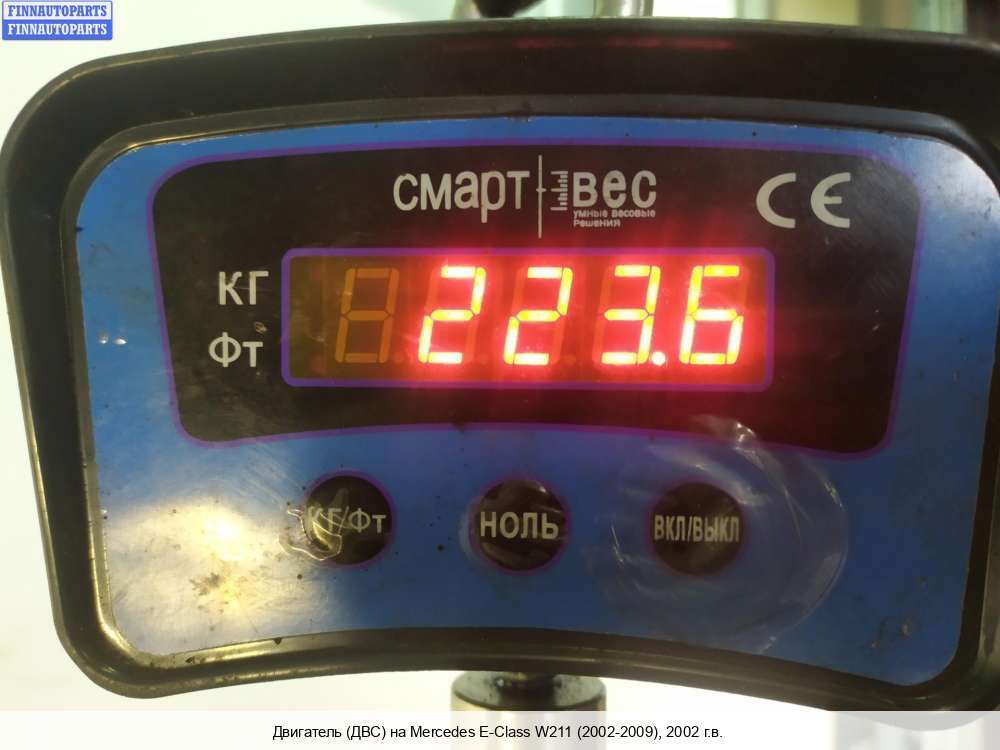 FINNAUTOPARTS
FINNAUTOPARTS
смарт вес
умные весовые
решения
CE
КГ
Фт
223.6
КГ/Фт
НОЛЬ
ВКЛ/ВЫКЛ
Двигатель (ДВС) на Mercedes E-Class W211 (2002-2009), 2002 г.в.